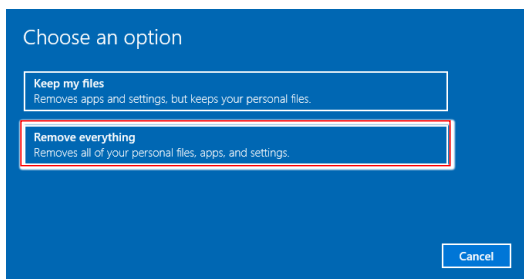 Choose an option
Keep my files
Removes apps and settings, but keeps your personal files.
Remove everything
Removes all of your personal files, apps, and settings.
Cancel